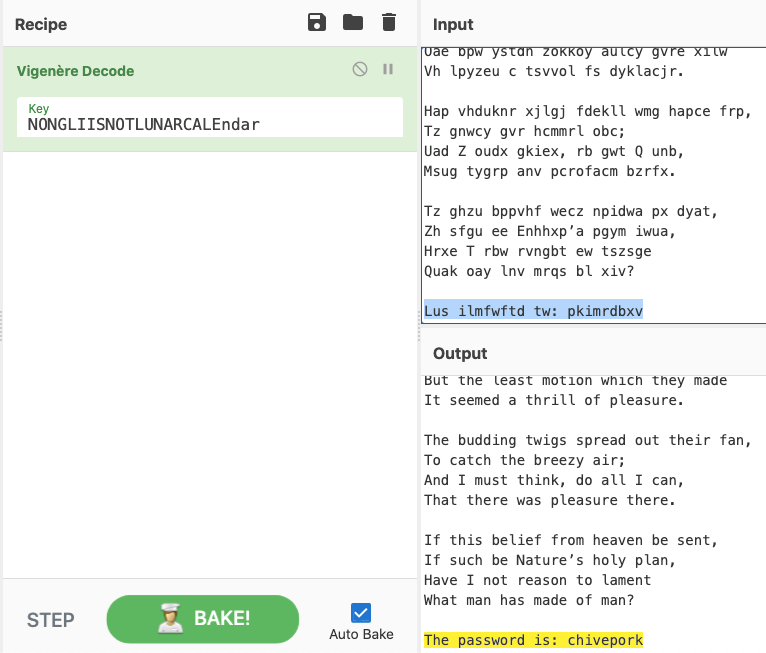 Recipe
Vigenère Decode
Key
NONGLIISNOTLUNARCALEndar
STEP
BAKE!
Auto Bake
Input
Uae bpw ystdn zokkoy aulcy gvre xilw
Vh lpyzeu c tsvvol fs dyklacjr.
Hap vhduknr xjlgj fdekll wmg hapce frp,
Tz gnwcy gvr hcmmrl obc;
Uad Z oudx gkiex, rb gwt Q unb,
Msug tygrp anv pcrofacm bzrfx.
Tz ghzu bppvhf wecz npidwa px dyat,
Zh sfgu ee Enhhxp’a pgym iwua,
Hrxe T rbw rvngbt ew tszsge
Quak oay lnv mrqs bl xiv?
Lus ilmfwftd tw: pkimrdbxv
Output
But the least motion which they made
It seemed a thrill of pleasure.
The budding twigs spread out their fan,
To catch the breezy air;
And I must think, do all I can,
That there was pleasure there.
If this belief from heaven be sent,
If such be Nature’s holy plan,
Have I not reason to lament
What man has made of man?
The password is: chivepork